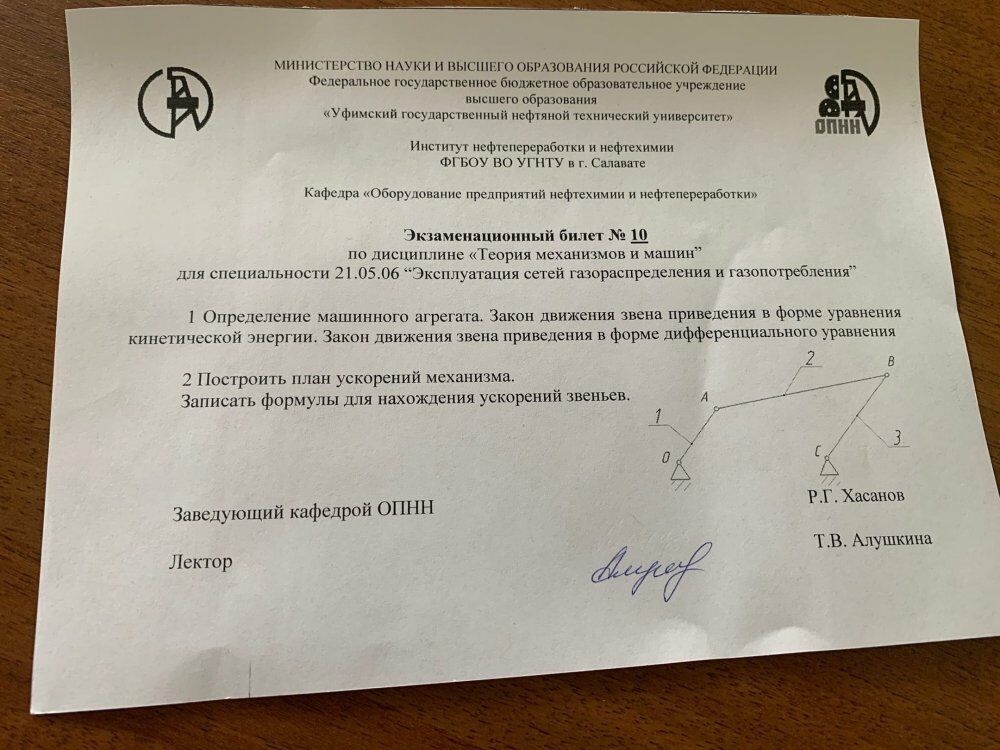 МИНИСТЕРСТВО НАУКИ И ВЫСШЕГО ОБРАЗОВАНИЯ РОССИЙСКОЙ ФЕДЕРАЦИИ
Федеральное государственное бюджетное образовательное учреждение
высшего образования
«Уфимский государственный нефтяной технический университет»
ОПНН
Институт нефтепереработки и нефтехимии
ФГБОУ ВО УГНТУ в г. Салавате
Кафедра «Оборудование предприятий нефтехимии и нефтепереработки»
Экзаменационный билет № 10
по дисциплине «Теория механизмов и машин”
для специальности 21.05.06 “Эксплуатация сетей газораспределения и газопотребления”
1 Определение машинного агрегата. Закон движения звена приведения в форме уравнения
кинетической энергии. Закон движения звена приведения в форме дифференциального уравнения
2 Построить план ускорений механизма.
Записать формулы для нахождения ускорений звеньев.
2
B
A
1
3
O
C
Заведующий кафедрой ОПНН
Р.Г. Хасанов
Лектор
Т.В. Алушкина